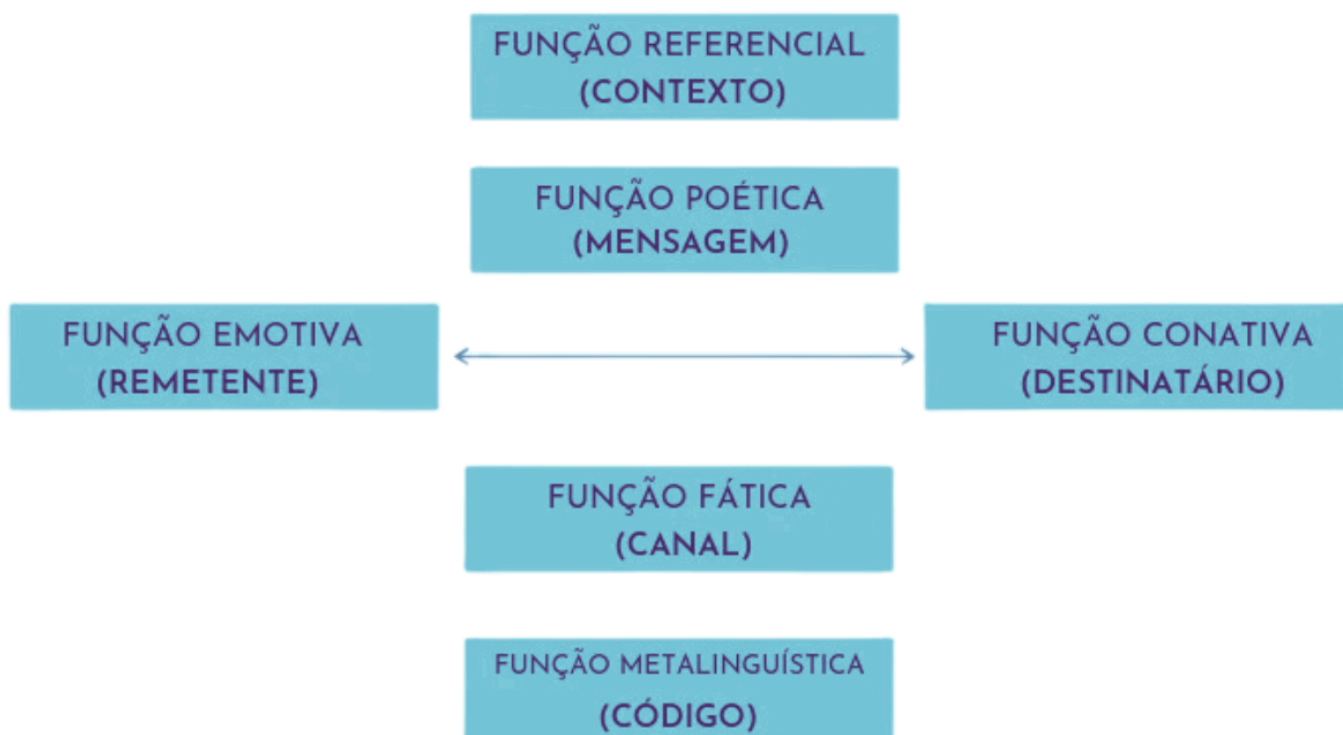 FUNÇÃO REFERENCIAL
(CONTEXTO)
FUNÇÃO POÉTICA
(MENSAGEM)
FUNÇÃO EMOTIVA
(REMETENTE)
FUNÇÃO CONATIVA
(DESTINATÁRIO)
FUNÇÃO FÁTICA
(CANAL)
FUNÇÃO METALINGUÍSTICA
(CÓDIGO)